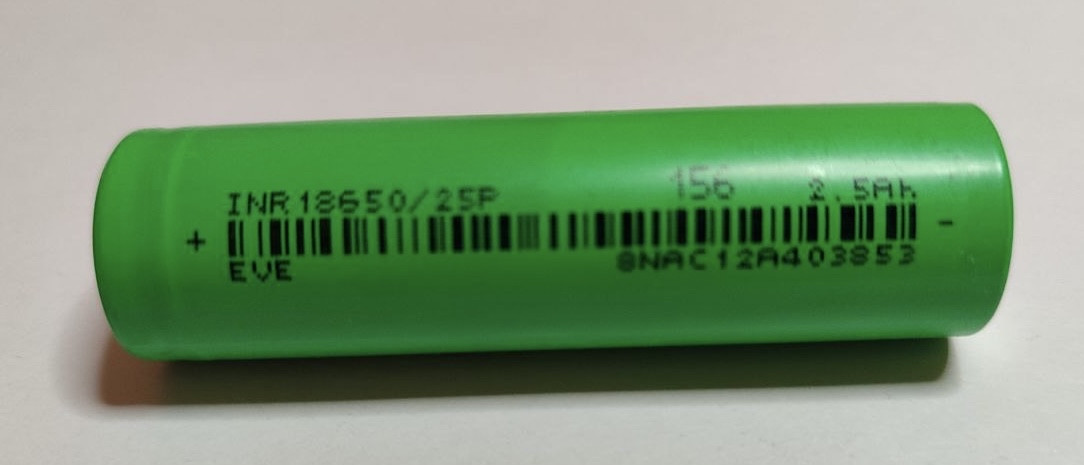 INR18650/25P 156 2.5Ah
+ -
EVE 8NAC12A403853